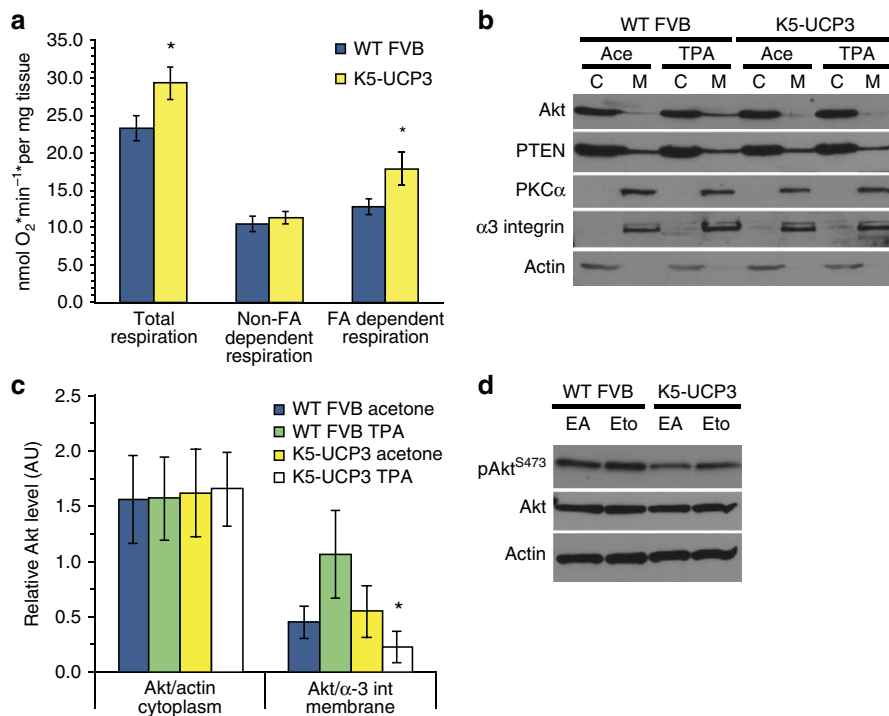 a
nmol O₂*min⁻¹*per mg tissue
40.0
35.0
30.0
25.0
20.0
15.0
10.0
5.0
0.0
WT FVB
K5-UCP3
*
*
Total respiration
Non-FA dependent respiration
FA dependent respiration
b
WT FVB K5-UCP3
Ace TPA Ace TPA
C M C M C M C M
Akt
PTEN
PKCα
α3 integrin
Actin
c
Relative Akt level (AU)
2.5
2.0
1.5
1.0
0.5
0.0
WT FVB acetone
WT FVB TPA
K5-UCP3 acetone
K5-UCP3 TPA
*
Akt/actin cytoplasm
Akt/α-3 int membrane
d
WT FVB K5-UCP3
EA Eto EA Eto
pAktS473
Akt
Actin